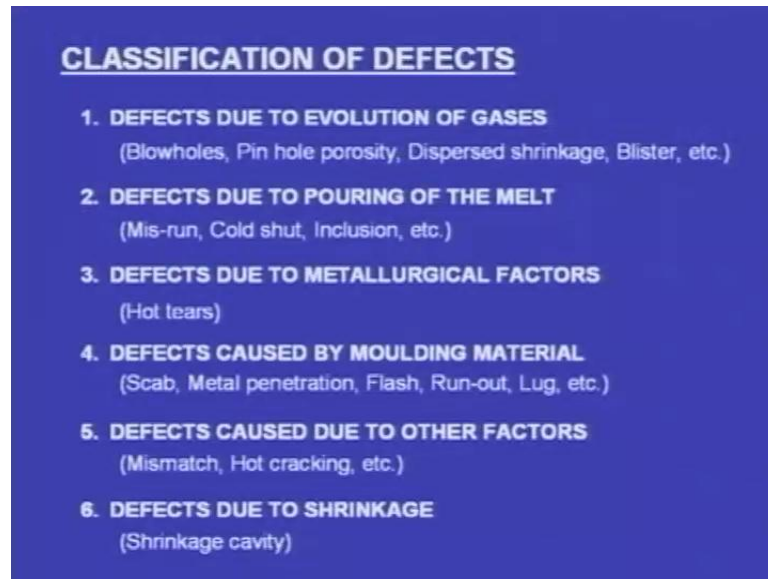 CLASSIFICATION OF DEFECTS
1. DEFECTS DUE TO EVOLUTION OF GASES
(Blowholes, Pin hole porosity, Dispersed shrinkage, Blister, etc.)
2. DEFECTS DUE TO POURING OF THE MELT
(Mis-run, Cold shut, Inclusion, etc.)
3. DEFECTS DUE TO METALLURGICAL FACTORS
(Hot tears)
4. DEFECTS CAUSED BY MOULDING MATERIAL
(Scab, Metal penetration, Flash, Run-out, Lug, etc.)
5. DEFECTS CAUSED DUE TO OTHER FACTORS
(Mismatch, Hot cracking, etc.)
6. DEFECTS DUE TO SHRINKAGE
(Shrinkage cavity)